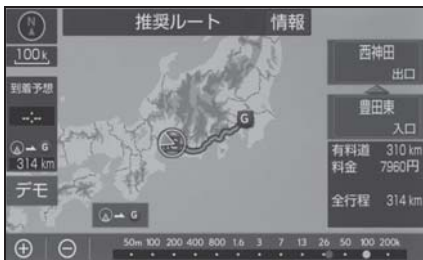 N
推奨ルート 情報
100k
到着予想
--:--
G
314 km
デモ
G
G
西神田
出口
豊田東
入口
有料道 310 km
料金 7960円
全行程 314 km
50m 100 200 400 800 1.6 3 7 13 26 50 100 200k